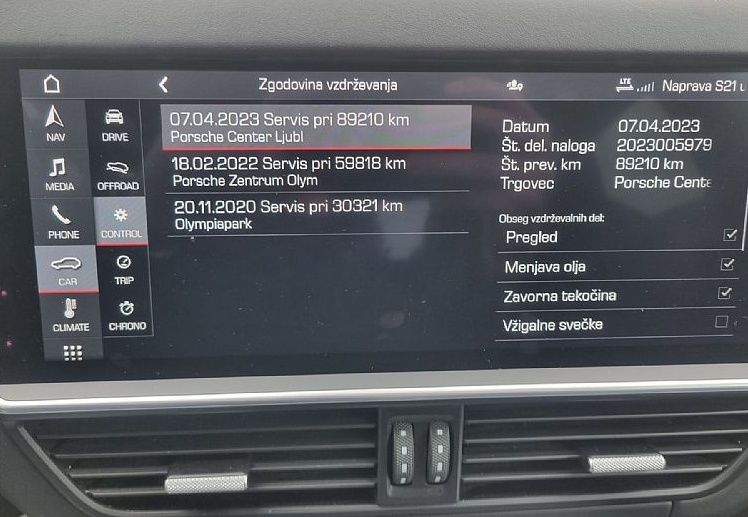 Zgodovina vzdrževanja
LTE
Naprava S21 u
NAV
MEDIA
PHONE
CAR
CLIMATE
DRIVE
OFFROAD
CONTROL
TRIP
CHRONO
07.04.2023 Servis pri 89210 km
Porsche Center Ljubl
18.02.2022 Servis pri 59818 km
Porsche Zentrum Olym
20.11.2020 Servis pri 30321 km
Olympiapark
Datum 07.04.2023
Št. del. naloga 2023005979
Št. prev. km 89210 km
Trgovec Porsche Cente
Obseg vzdrževalnih del:
Pregled
Menjava olja
Zavorna tekočina
Vžigalne svečke